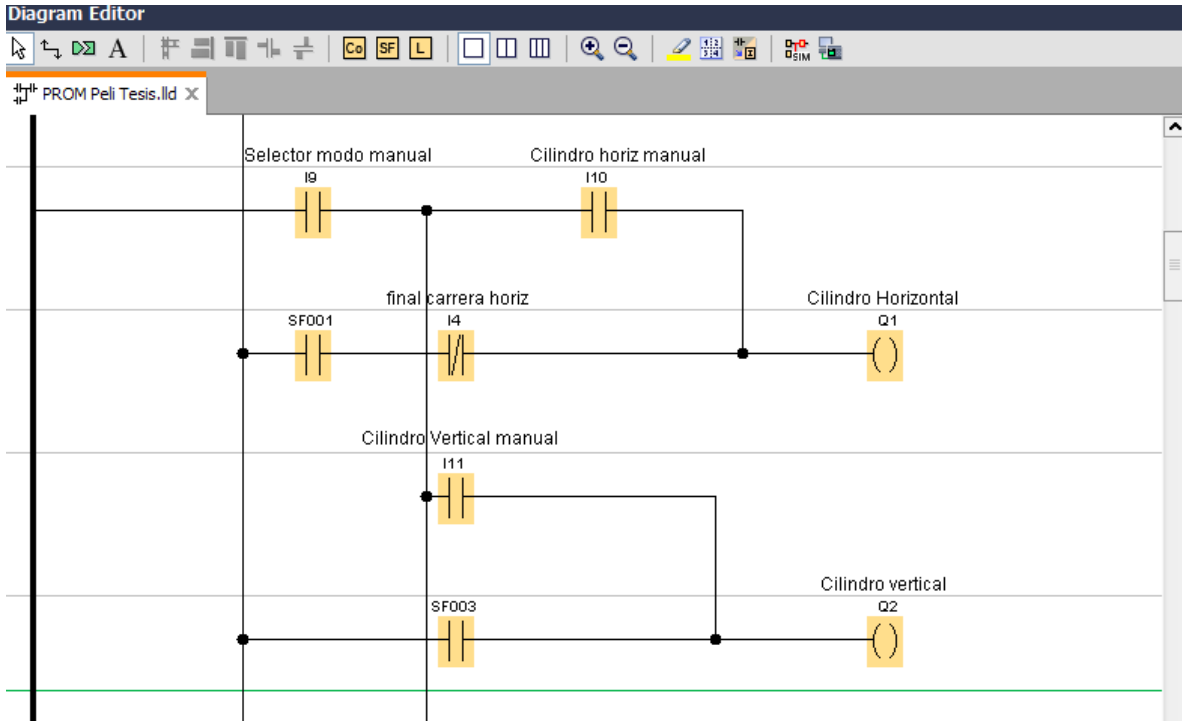 Diagram Editor
A Co SF L
PROM Peli Tesis.lld
Selector modo manual Cilindro horiz manual
I9 I10
final carrera horiz Cilindro Horizontal
SF001 I4 Q1
Cilindro Vertical manual
I11
Cilindro vertical
SF003 Q2